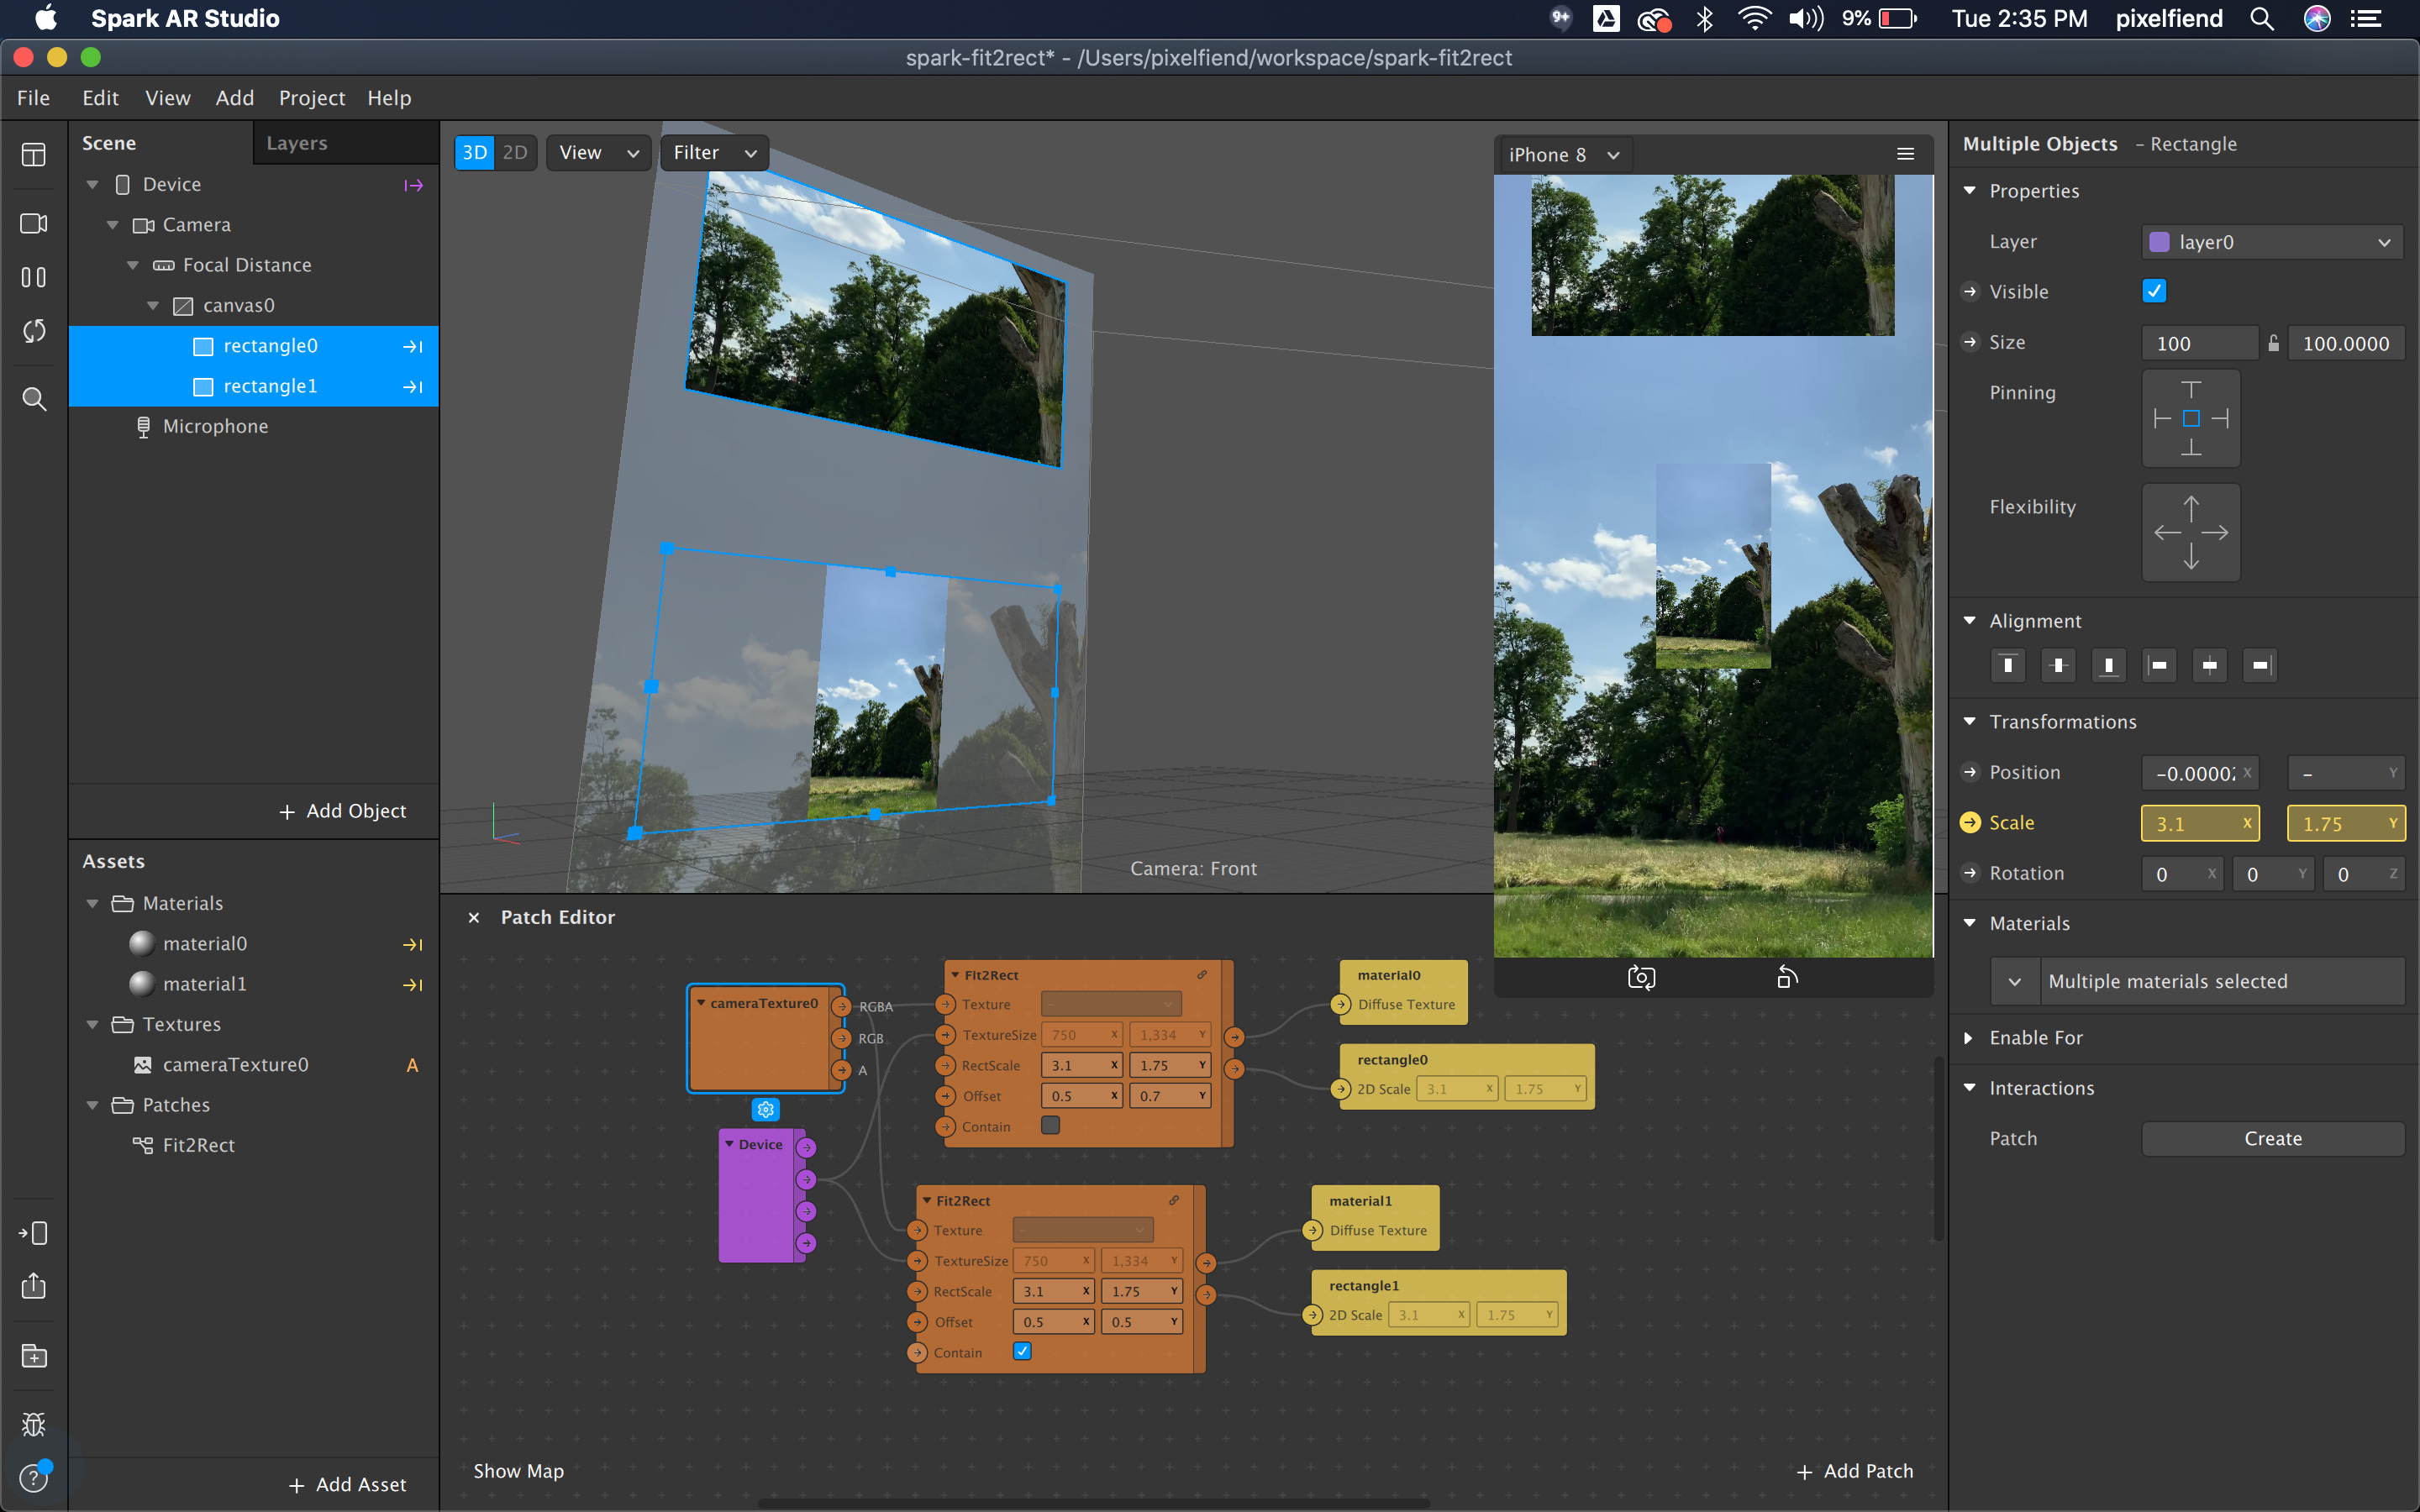 Spark AR Studio
9+
9%
Tue 2:35 PM
pixelfiend
spark-fit2rect* - /Users/pixelfiend/workspace/spark-fit2rect
File Edit View Add Project Help
Scene
Layers
Device
Camera
Focal Distance
canvas0
rectangle0
rectangle1
Microphone
+ Add Object
Assets
Materials
material0
material1
Textures
cameraTexture0 A
Patches
Fit2Rect
+ Add Asset
3D 2D
View
Filter
Camera: Front
iPhone 8
Patch Editor
cameraTexture0
RGBA
RGB
A
Device
Fit2Rect
Texture –
TextureSize 750 X 1,334 Y
RectScale 3.1 X 1.75 Y
Offset 0.5 X 0.7 Y
Contain
material0
Diffuse Texture
rectangle0
2D Scale 3.1 X 1.75 Y
Fit2Rect
Texture –
TextureSize 750 X 1,334 Y
RectScale 3.1 X 1.75 Y
Offset 0.5 X 0.5 Y
Contain
material1
Diffuse Texture
rectangle1
2D Scale 3.1 X 1.75 Y
Show Map
+ Add Patch
Multiple Objects – Rectangle
Properties
Layer layer0
Visible
Size 100 100.0000
Pinning
Flexibility
Alignment
Transformations
Position -0.00002 X – Y
Scale 3.1 X 1.75 Y
Rotation 0 X 0 Y 0 Z
Materials
Multiple materials selected
Enable For
Interactions
Patch Create